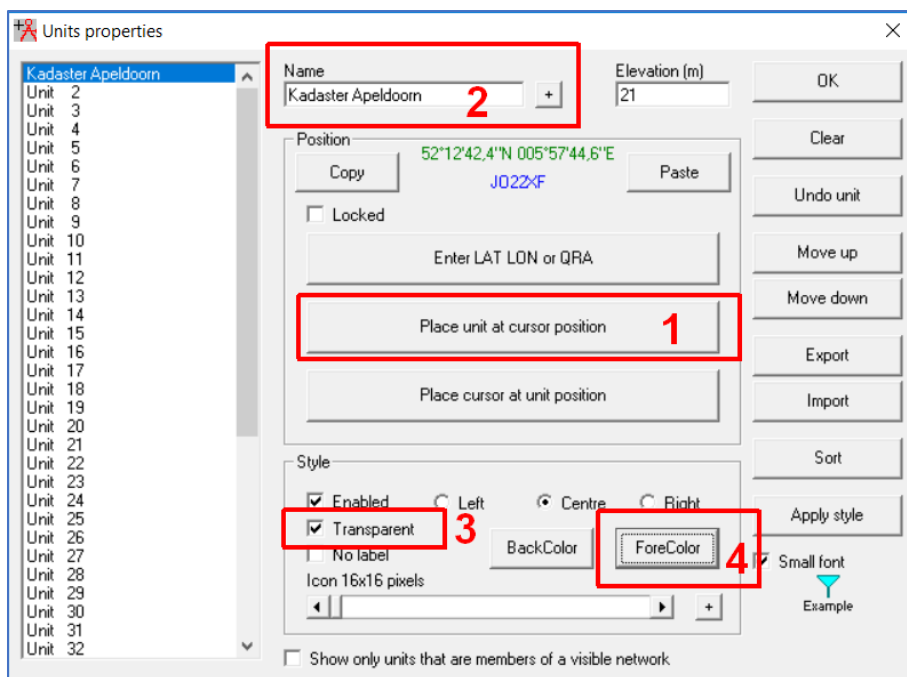 Units properties
Kadaster Apeldoorn
Unit 2
Unit 3
Unit 4
Unit 5
Unit 6
Unit 7
Unit 8
Unit 9
Unit 10
Unit 11
Unit 12
Unit 13
Unit 14
Unit 15
Unit 16
Unit 17
Unit 18
Unit 19
Unit 20
Unit 21
Unit 22
Unit 23
Unit 24
Unit 25
Unit 26
Unit 27
Unit 28
Unit 29
Unit 30
Unit 31
Unit 32
Name
Kadaster Apeldoorn
+
2
Elevation (m)
21
Position
Copy
52°12'42,4"N 005°57'44,6"E
JO22XF
Paste
Locked
Enter LAT LON or QRA
Place unit at cursor position
1
Place cursor at unit position
Style
Enabled
Left
Centre
Right
Transparent
3
No label
BackColor
ForeColor
4
Icon 16x16 pixels
+
Show only units that are members of a visible network
OK
Clear
Undo unit
Move up
Move down
Export
Import
Sort
Apply style
Small font
Example